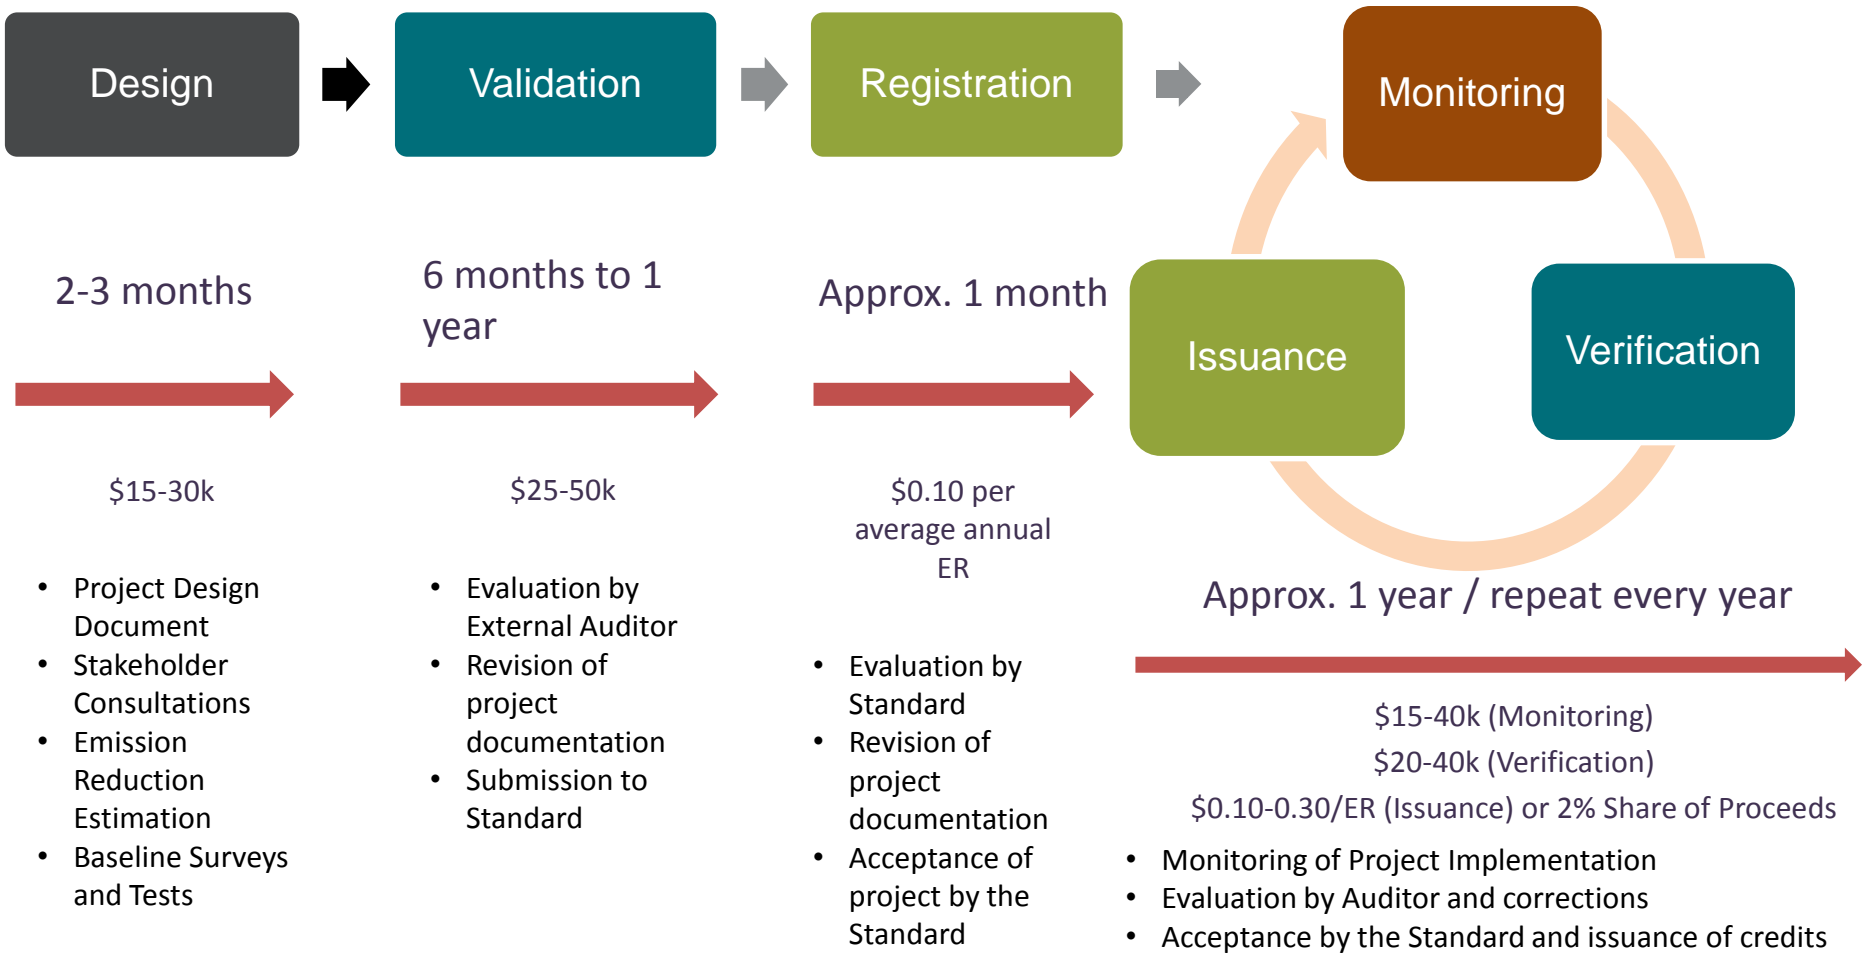 Design
Validation
Registration
Monitoring
Issuance
Verification
2-3 months
6 months to 1
year
Approx. 1 month
Approx. 1 year / repeat every year
$15-30k
$25-50k
$0.10 per
average annual
ER
$15-40k (Monitoring)
$20-40k (Verification)
$0.10-0.30/ER (Issuance) or 2% Share of Proceeds
• Project Design
Document
• Stakeholder
Consultations
• Emission
Reduction
Estimation
• Baseline Surveys
and Tests
• Evaluation by
External Auditor
• Revision of
project
documentation
• Submission to
Standard
• Evaluation by
Standard
• Revision of
project
documentation
• Acceptance of
project by the
Standard
• Monitoring of Project Implementation
• Evaluation by Auditor and corrections
• Acceptance by the Standard and issuance of credits